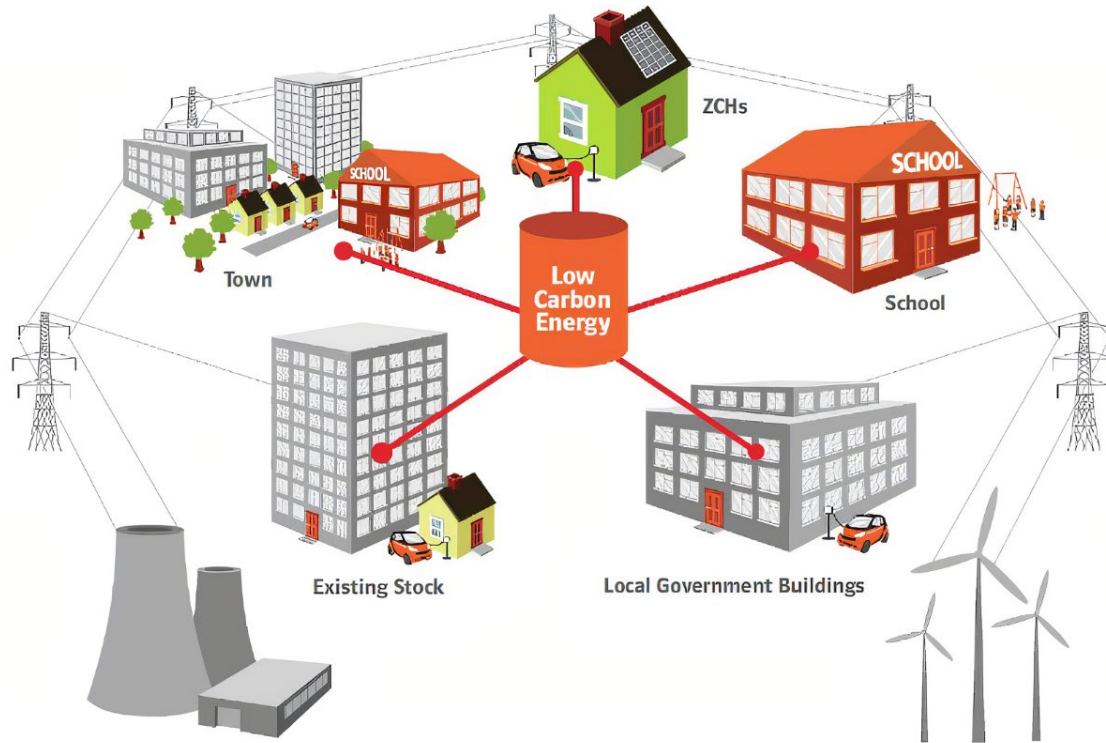 ZCHs
SCHOOL
SCHOOL
Town
Low
Carbon
Energy
School
Existing Stock
Local Government Buildings